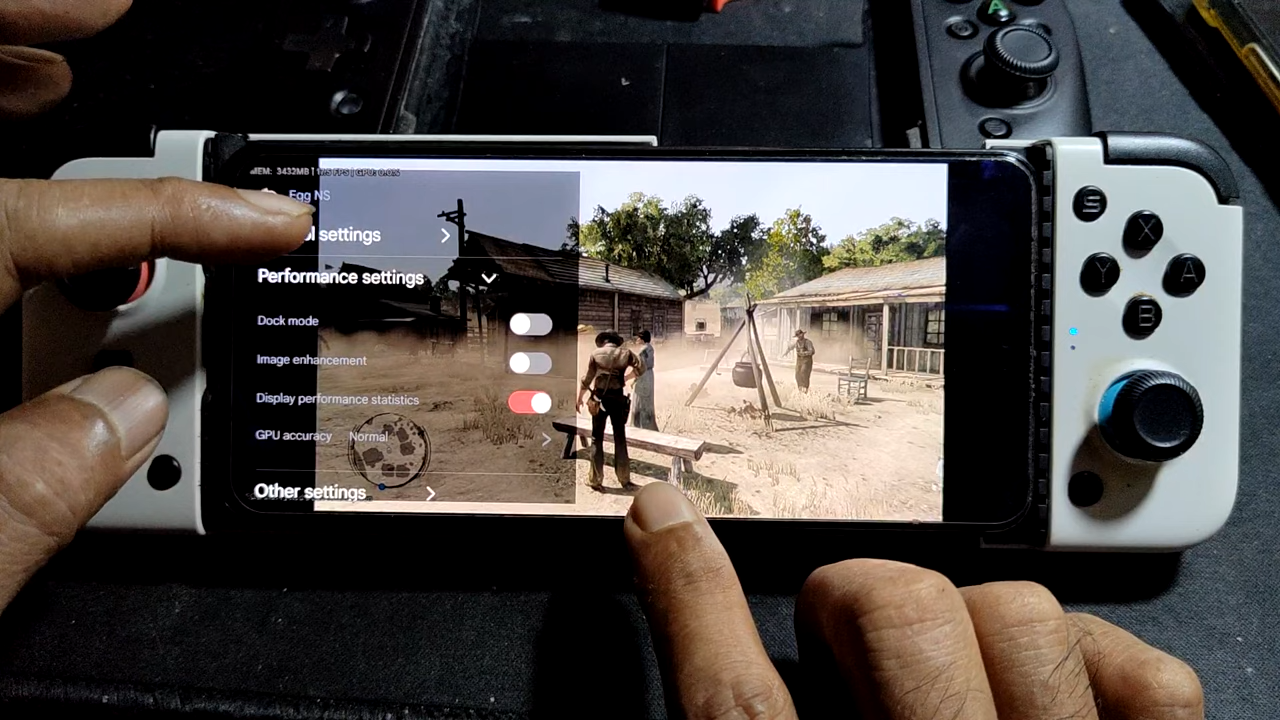 Egg NS
settings
Performance settings
Dock mode
Image enhancement
Display performance statistics
GPU accuracy Normal
Other settings
A
S
X
Y
A
B